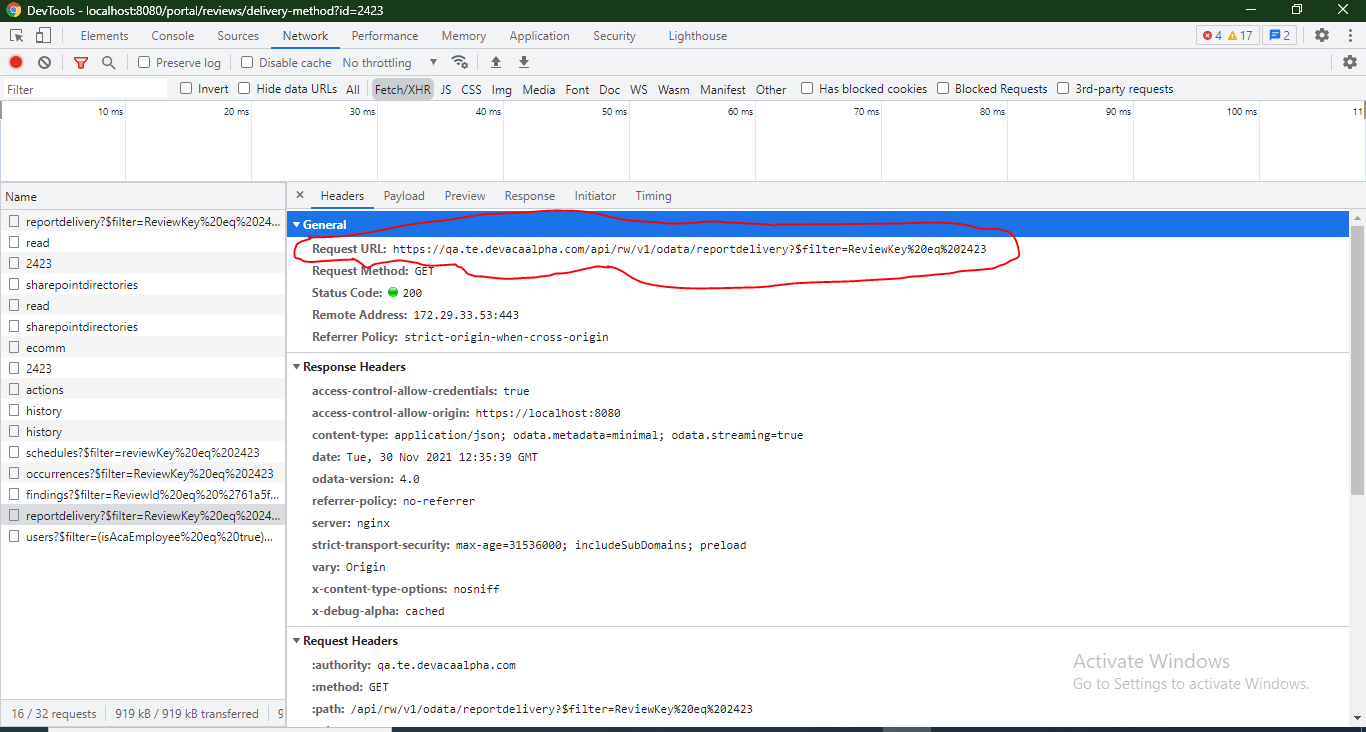 DevTools - localhost:8080/portal/reviews/delivery-method?id=2423
Elements Console Sources Network Performance Memory Application Security Lighthouse 4 17 2
Preserve log Disable cache No throttling
Filter Invert Hide data URLs All Fetch/XHR JS CSS Img Media Font Doc WS Wasm Manifest Other Has blocked cookies Blocked Requests 3rd-party requests
10 ms 20 ms 30 ms 40 ms 50 ms 60 ms 70 ms 80 ms 90 ms 100 ms 11
Name
reportdelivery?$filter=ReviewKey%20eq%2024...
read
2423
sharepointdirectories
read
sharepointdirectories
ecomm
2423
actions
history
history
schedules?$filter=reviewKey%20eq%202423
occurrences?$filter=ReviewKey%20eq%202423
findings?$filter=ReviewId%20eq%20%2761a5f...
reportdelivery?$filter=ReviewKey%20eq%2024...
users?$filter=(isAcaEmployee%20eq%20true)...
16 / 32 requests 919 kB / 919 kB transferred 9
× Headers Payload Preview Response Initiator Timing
General
Request URL: https://qa.te.devacaalpha.com/api/rw/v1/odata/reportdelivery?$filter=ReviewKey%20eq%202423
Request Method: GET
Status Code: 200
Remote Address: 172.29.33.53:443
Referrer Policy: strict-origin-when-cross-origin
Response Headers
access-control-allow-credentials: true
access-control-allow-origin: https://localhost:8080
content-type: application/json; odata.metadata=minimal; odata.streaming=true
date: Tue, 30 Nov 2021 12:35:39 GMT
odata-version: 4.0
referrer-policy: no-referrer
server: nginx
strict-transport-security: max-age=31536000; includeSubDomains; preload
vary: Origin
x-content-type-options: nosniff
x-debug-alpha: cached
Request Headers
:authority: qa.te.devacaalpha.com
:method: GET
:path: /api/rw/v1/odata/reportdelivery?$filter=ReviewKey%20eq%202423
Activate Windows
Go to Settings to activate Windows.